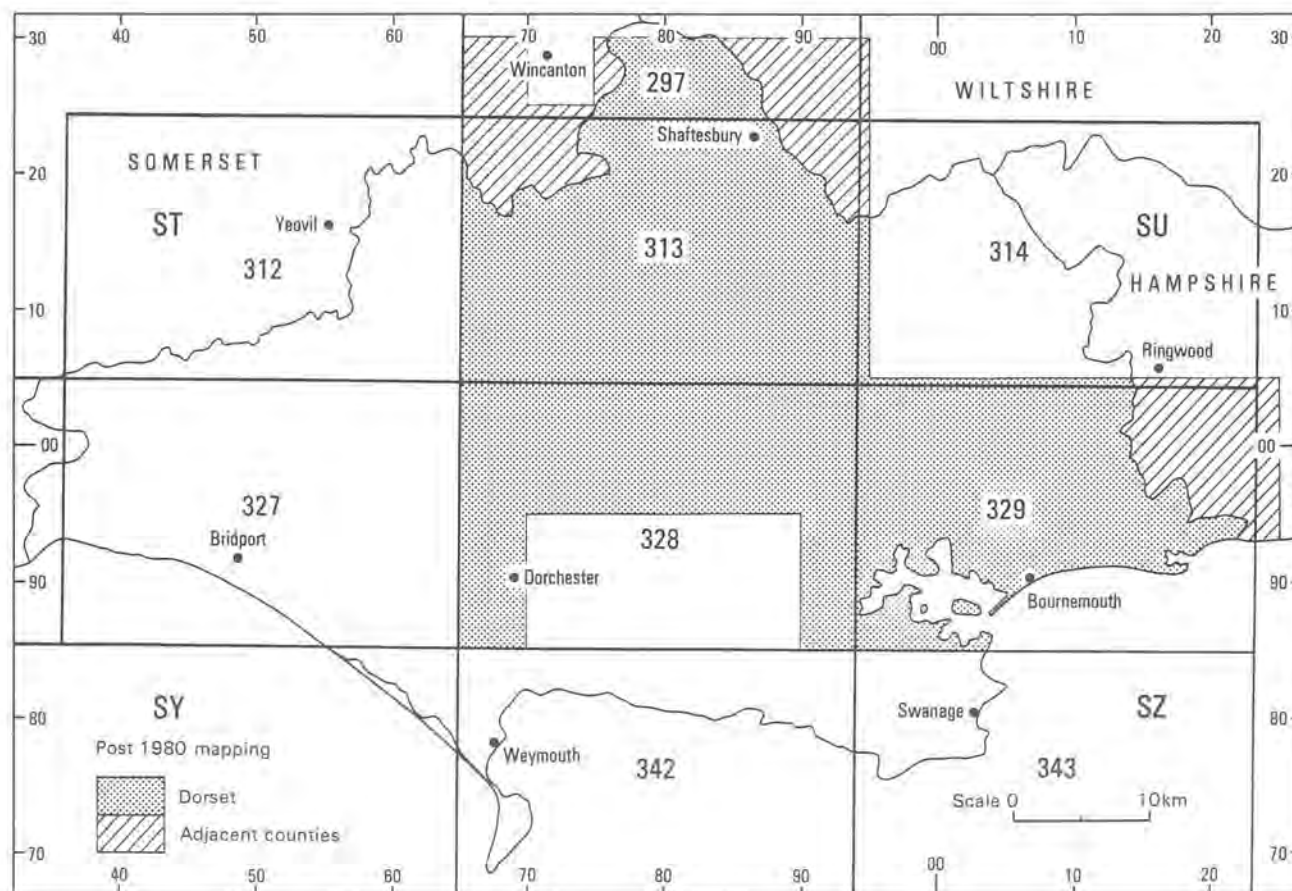 40 50 60 70 80 90 00 10 20 30
30
Wincanton
297
WILTSHIRE
Shaftesbury
SOMERSET
20 20
ST
SU
Yeovil
313
314
312
HAMPSHIRE
10 10
Ringwood
00 00
327
329
328
Bridport
Dorchester
90 90
Bournemouth
SY
Swanage
SZ
80 80
Post 1980 mapping
Weymouth
342
343
Dorset
Scale 0 10km
Adjacent counties
70 70
40 50 60 70 80 90 00 10 20